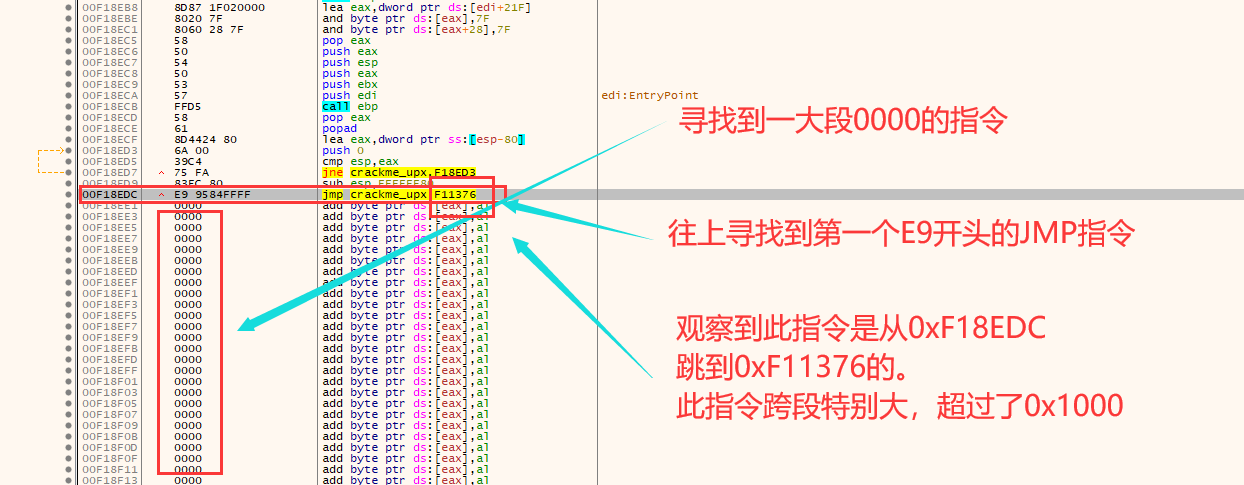 00F18EB8 8D87 1F020000 lea eax,dword ptr ds:[edi+21F]
00F18EBE 8020 7F and byte ptr ds:[eax],7F
00F18EC1 8060 28 7F and byte ptr ds:[eax+28],7F
00F18EC5 58 pop eax
00F18EC6 50 push eax
00F18EC7 54 push esp
00F18EC8 50 push eax
00F18EC9 53 push ebx
00F18ECA 57 push edi edi:EntryPoint
00F18ECB FFD5 call ebp
00F18ECD 58 pop eax
00F18ECE 61 popad
00F18ECF 8D4424 80 lea eax,dword ptr ss:[esp-80]
00F18ED3 6A 00 push 0
00F18ED5 39C4 cmp esp,eax
00F18ED7 ^ 75 FA jne crackme_upx.F18ED3
00F18ED9 83EC 80 sub esp,FFFFFF80
00F18EDC ^ E9 9584FFFF jmp crackme_upx.F11376
00F18EE1 0000 add byte ptr ds:[eax],al
00F18EE3 0000 add byte ptr ds:[eax],al
00F18EE5 0000 add byte ptr ds:[eax],al
00F18EE7 0000 add byte ptr ds:[eax],al
00F18EE9 0000 add byte ptr ds:[eax],al
00F18EEB 0000 add byte ptr ds:[eax],al
00F18EED 0000 add byte ptr ds:[eax],al
00F18EEF 0000 add byte ptr ds:[eax],al
00F18EF1 0000 add byte ptr ds:[eax],al
00F18EF3 0000 add byte ptr ds:[eax],al
00F18EF5 0000 add byte ptr ds:[eax],al
00F18EF7 0000 add byte ptr ds:[eax],al
00F18EF9 0000 add byte ptr ds:[eax],al
00F18EFB 0000 add byte ptr ds:[eax],al
00F18EFD 0000 add byte ptr ds:[eax],al
00F18EFF 0000 add byte ptr ds:[eax],al
00F18F01 0000 add byte ptr ds:[eax],al
00F18F03 0000 add byte ptr ds:[eax],al
00F18F05 0000 add byte ptr ds:[eax],al
00F18F07 0000 add byte ptr ds:[eax],al
00F18F09 0000 add byte ptr ds:[eax],al
00F18F0B 0000 add byte ptr ds:[eax],al
00F18F0D 0000 add byte ptr ds:[eax],al
00F18F0F 0000 add byte ptr ds:[eax],al
00F18F11 0000 add byte ptr ds:[eax],al
00F18F13 0000 add byte ptr ds:[eax],al
寻找到一大段0000的指令
往上寻找到第一个E9开头的JMP指令
观察到此指令是从0xF18EDC
跳到0xF11376的。
此指令跨段特别大，超过了0x1000